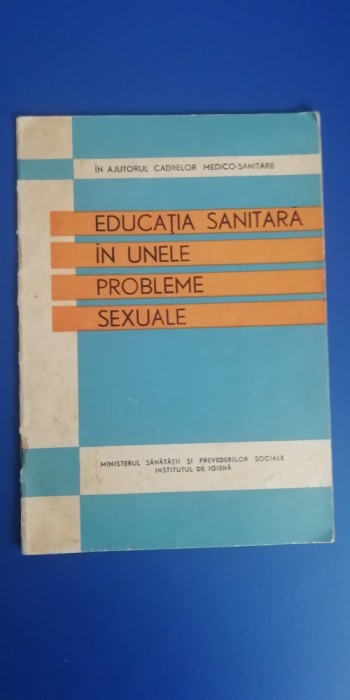 ÎN AJUTORUL CADRELOR MEDICO-SANITARE
EDUCAȚIA SANITARĂ
ÎN UNELE
PROBLEME
SEXUALE
MINISTERUL SĂNĂTĂȚII ȘI PREVEDERILOR SOCIALE
INSTITUTUL DE IGIENĂ